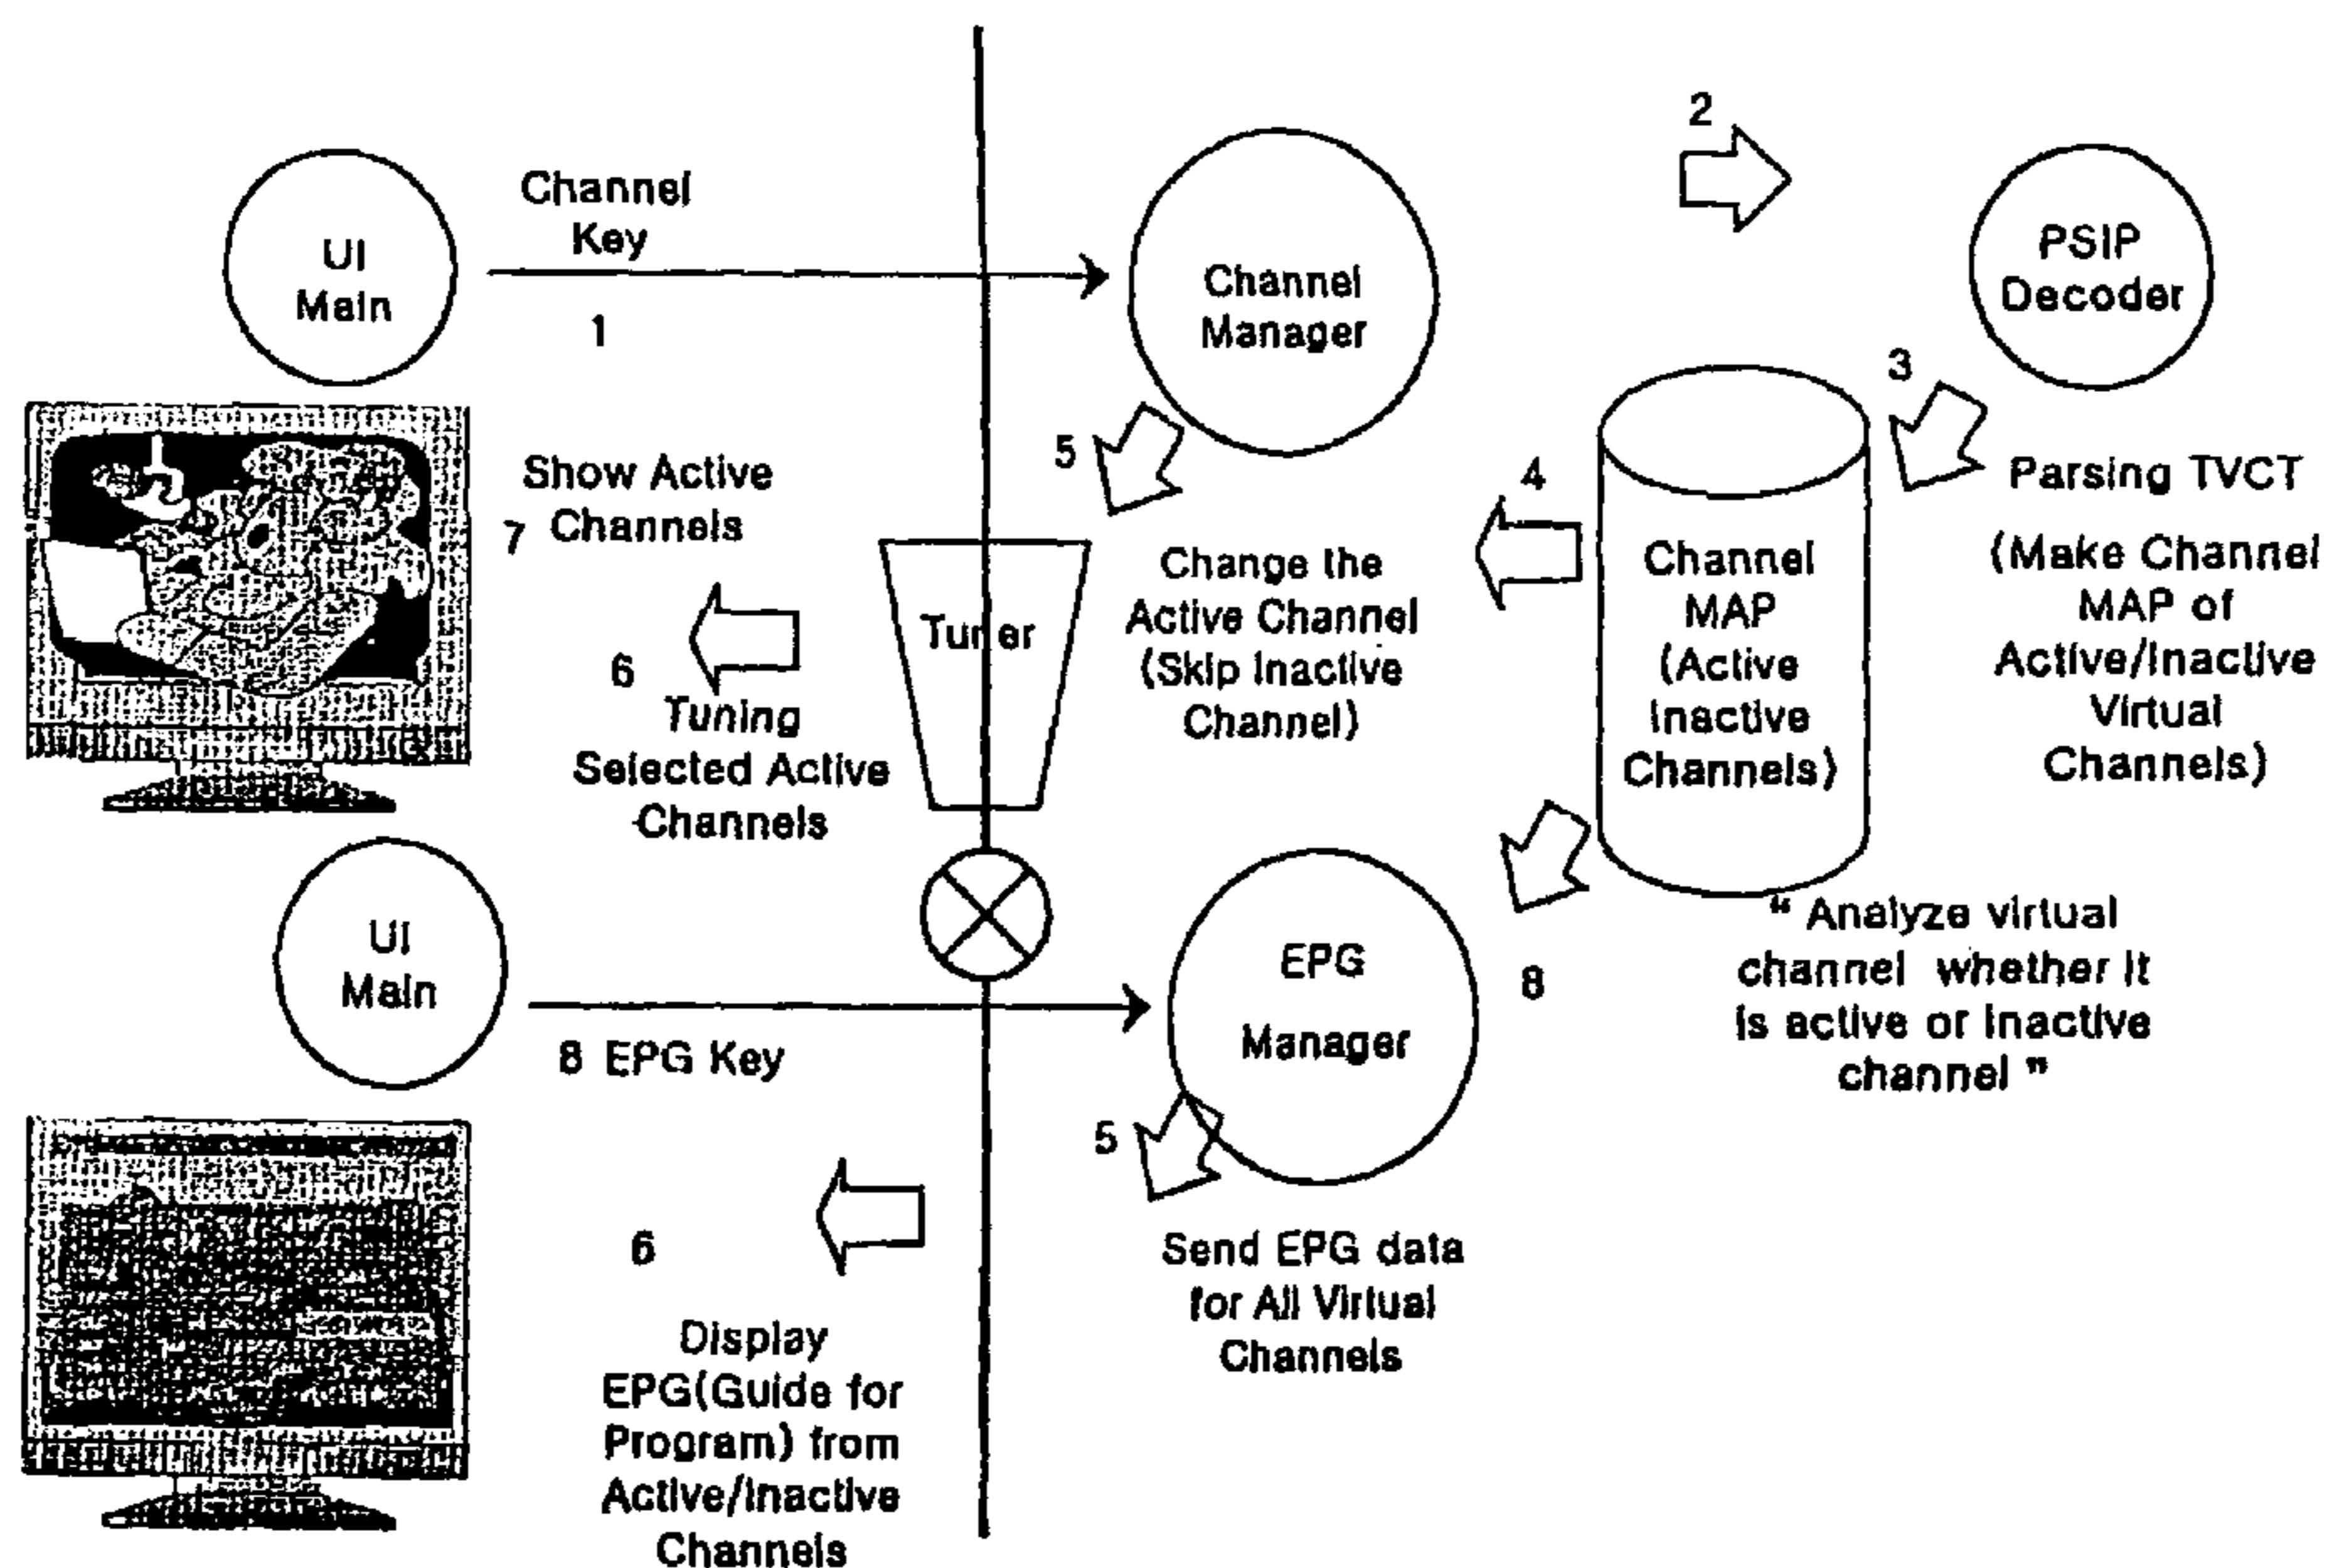 2
Channel
Key
UI
Main
1
Channel
Manager
PSIP
Decoder
3
5
4
Show Active
7 Channels
Parsing TVCT
(Make Channel
MAP of
Active/Inactive
Virtual
Channels)
Channel
MAP
(Active
Inactive
Channels)
Change the
Active Channel
(Skip Inactive
Channel)
Tuner
6
Tuning
Selected Active
Channels
UI
Main
8 EPG Key
EPG
Manager
8
" Analyze virtual
channel whether it
is active or inactive
channel "
5
6
Send EPG data
for All Virtual
Channels
Display
EPG(Guide for
Program) from
Active/Inactive
Channels